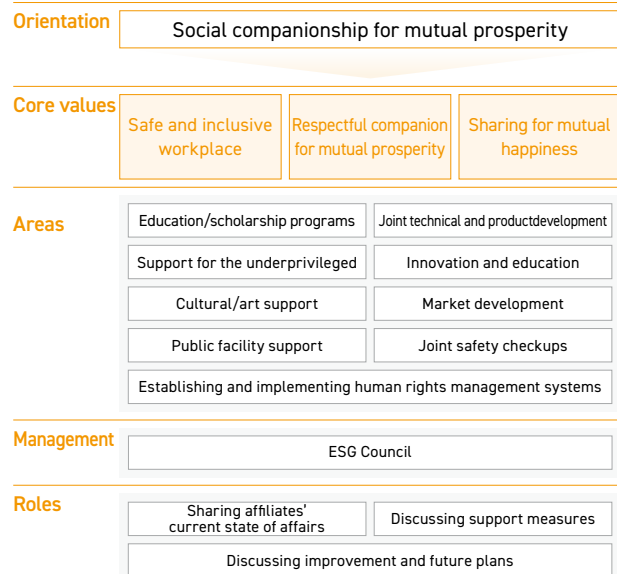 Orientation
Social companionship for mutual prosperity
Core values
Safe and inclusive
workplace
Respectful companion
for mutual prosperity
Sharing for mutual
happiness
Areas
Education/scholarship programs
Joint technical and productdevelopment
Support for the underprivileged
Innovation and education
Cultural/art support
Market development
Public facility support
Joint safety checkups
Establishing and implementing human rights management systems
Management
ESG Council
Roles
Sharing affiliates'
current state of affairs
Discussing support measures
Discussing improvement and future plans